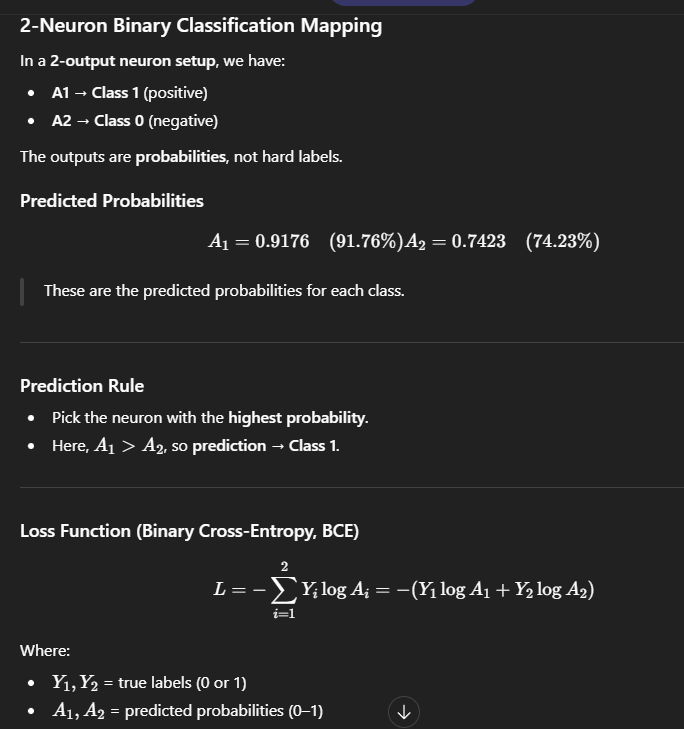 2-Neuron Binary Classification Mapping
In a 2-output neuron setup, we have:
• A1 → Class 1 (positive)
• A2 → Class 0 (negative)
The outputs are probabilities, not hard labels.
Predicted Probabilities
A₁ = 0.9176 (91.76%) A₂ = 0.7423 (74.23%)
These are the predicted probabilities for each class.
Prediction Rule
• Pick the neuron with the highest probability.
• Here, A₁ > A₂, so prediction → Class 1.
Loss Function (Binary Cross-Entropy, BCE)
L = −∑_{i=1}^{2} Yᵢ log Aᵢ = −(Y₁ log A₁ + Y₂ log A₂)
Where:
• Y₁, Y₂ = true labels (0 or 1)
• A₁, A₂ = predicted probabilities (0–1)